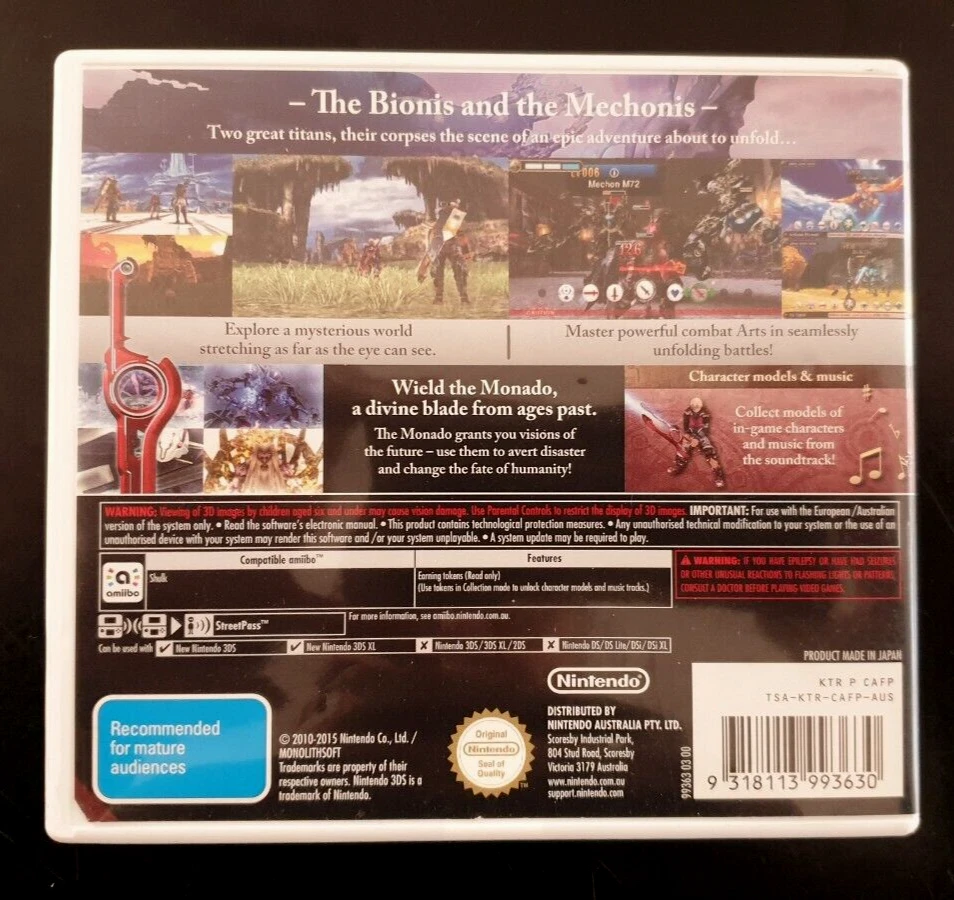 – The Bionis and the Mechonis –
Two great titans, their corpses the scene of an epic adventure about to unfold...
Mechon M72
126
CAUTION
Explore a mysterious world
stretching as far as the eye can see.
Master powerful combat Arts in seamlessly
unfolding battles!
Wield the Monado,
a divine blade from ages past.
The Monado grants you visions of
the future – use them to avert disaster
and change the fate of humanity!
Character models & music
Collect models of
in-game characters
and music from
the soundtrack!
WARNING: Viewing of 3D images by children aged six and under may cause vision damage. Use Parental Controls to restrict the display of 3D images. IMPORTANT: For use with the European/Australian
version of the system only. • Read the software's electronic manual. • This product contains technological protection measures. • Any unauthorised technical modification to your system or the use of an
unauthorised device with your system may render this software and/or your system unplayable. • A system update may be required to play.
Compatible amiibo™
Features
amiibo
Shulk
Earning tokens (Read only)
(Use tokens in Collection mode to unlock character models and music tracks.)
WARNING: IF YOU HAVE EPILEPSY OR HAVE HAD SEIZURES
OR OTHER UNUSUAL REACTIONS TO FLASHING LIGHTS OR PATTERNS,
CONSULT A DOCTOR BEFORE PLAYING VIDEO GAMES.
StreetPass™
For more information, see amiibo.nintendo.com.au.
Can be used with ✓ New Nintendo 3DS ✓ New Nintendo 3DS XL ✗ Nintendo 3DS/3DS XL/2DS ✗ Nintendo DS/DS Lite/DSi/DSi XL
PRODUCT MADE IN JAPAN
KTR P CAFP
TSA-KTR-CAFP-AUS
Recommended
for mature
audiences
© 2010-2015 Nintendo Co., Ltd. /
MONOLITHSOFT
Trademarks are property of their
respective owners. Nintendo 3DS is a
trademark of Nintendo.
Original
Nintendo
Seal of
Quality
TM
Nintendo®
DISTRIBUTED BY
NINTENDO AUSTRALIA PTY. LTD.
Scoresby Industrial Park,
804 Stud Road, Scoresby
Victoria 3179 Australia
www.nintendo.com.au
support.nintendo.com
99363 03 00
9 318113 993630